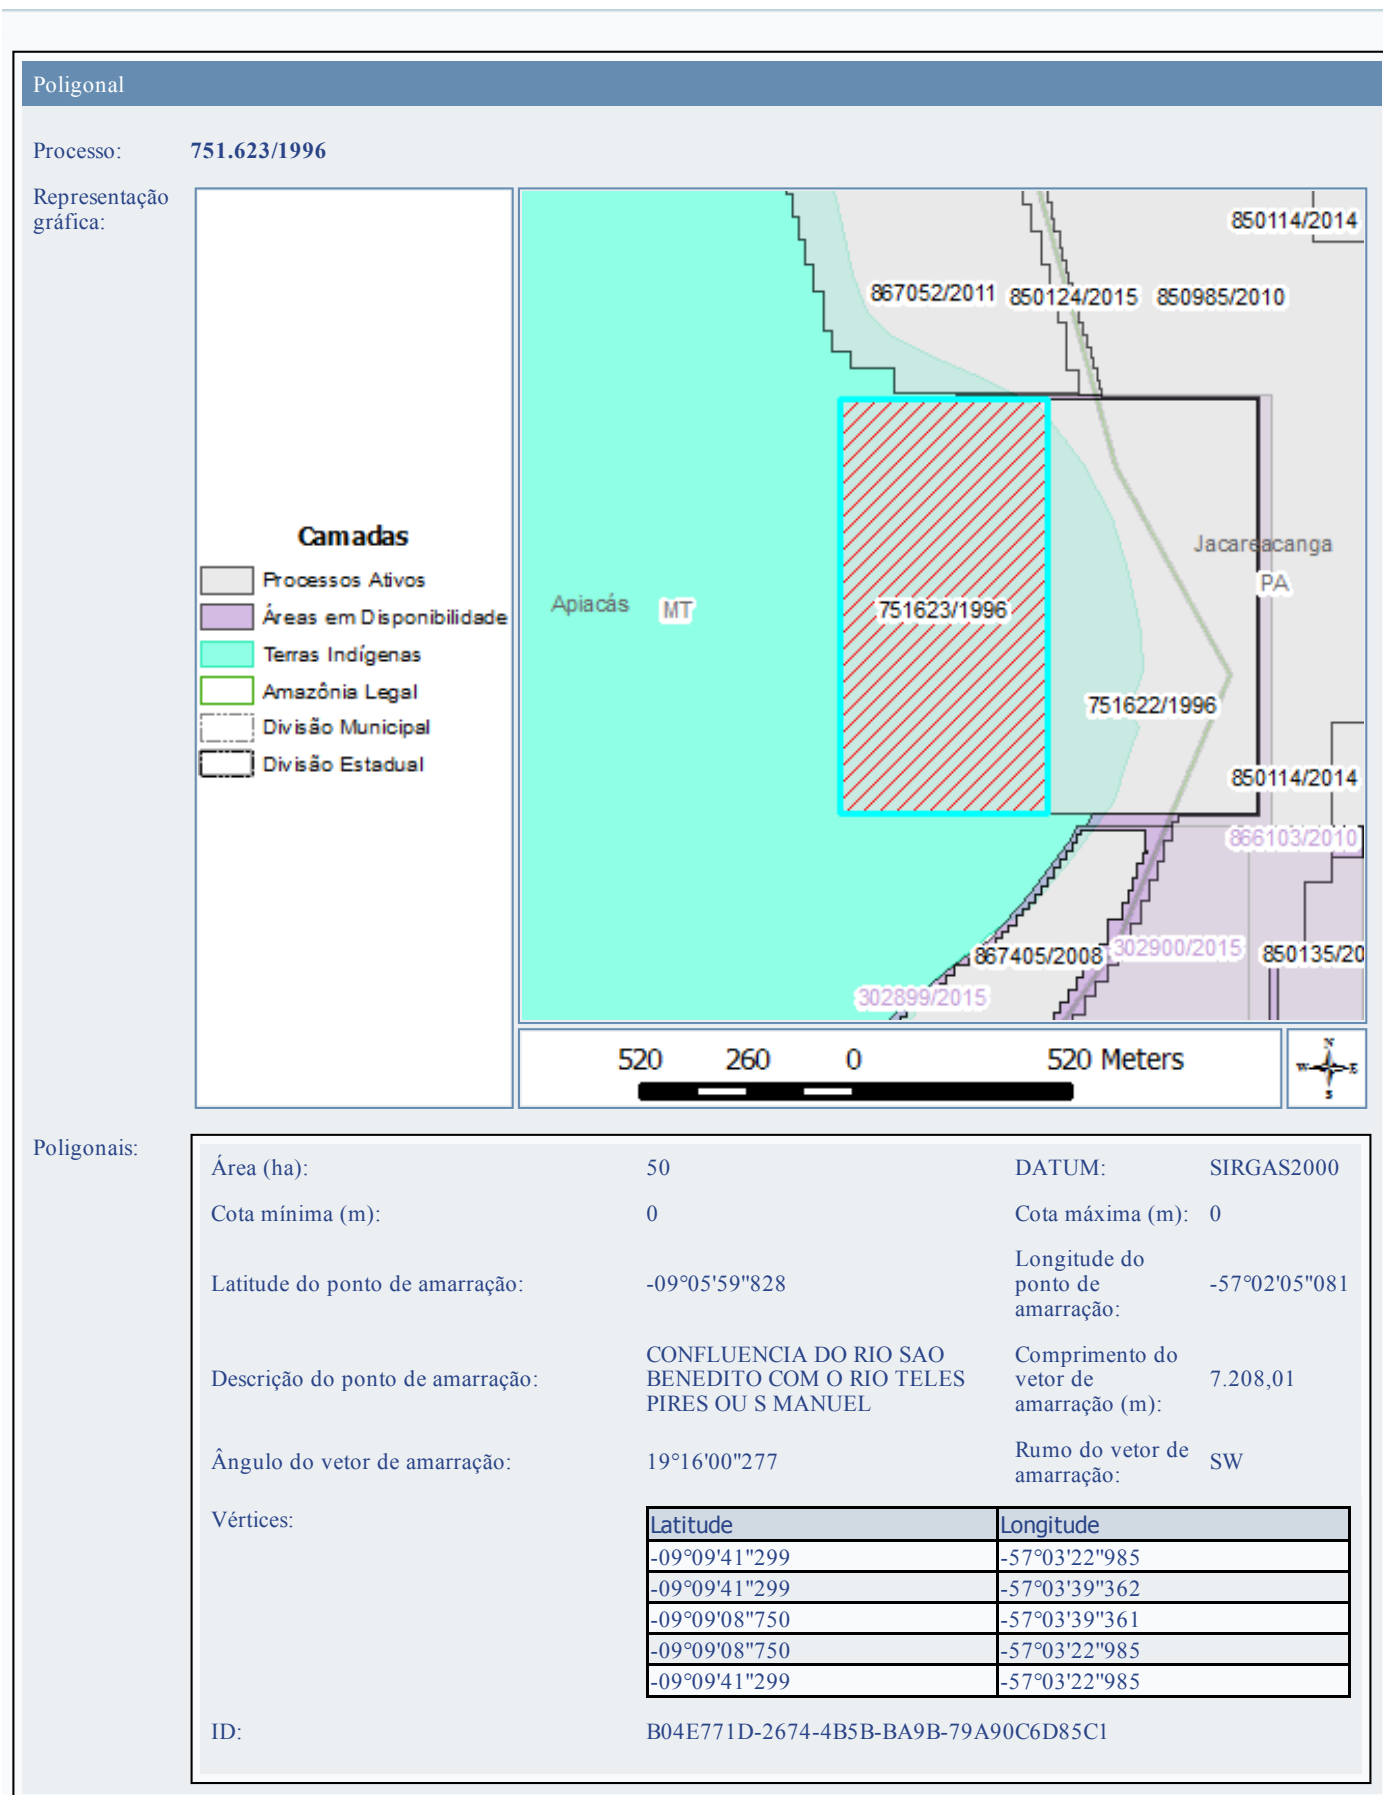 Poligonal
Processo: 751.623/1996
Representação
gráfica:
Camadas
Processos Ativos
Áreas em Disponibilidade
Terras Indígenas
Amazônia Legal
Divisão Municipal
Divisão Estadual
850114/2014
867052/2011 850124/2015 850985/2010
Jacareacanga
PA
Apiacás MT
751623/1996
751622/1996
850114/2014
866103/2010
867405/2008 302900/2015 850135/20
302899/2015
520 260 0 520 Meters
N
W E
S
Poligonais:
Área (ha): 50 DATUM: SIRGAS2000
Cota mínima (m): 0 Cota máxima (m): 0
Latitude do ponto de amarração: -09°05'59"828
Longitude do
ponto de
amarração:
-57°02'05"081
Descrição do ponto de amarração:
CONFLUENCIA DO RIO SAO
BENEDITO COM O RIO TELES
PIRES OU S MANUEL
Comprimento do
vetor de
amarração (m):
7.208,01
Ângulo do vetor de amarração: 19°16'00"277
Rumo do vetor de
amarração:
SW
Vértices:
Latitude Longitude
-09°09'41"299 -57°03'22"985
-09°09'41"299 -57°03'39"362
-09°09'08"750 -57°03'39"361
-09°09'08"750 -57°03'22"985
-09°09'41"299 -57°03'22"985
ID: B04E771D-2674-4B5B-BA9B-79A90C6D85C1